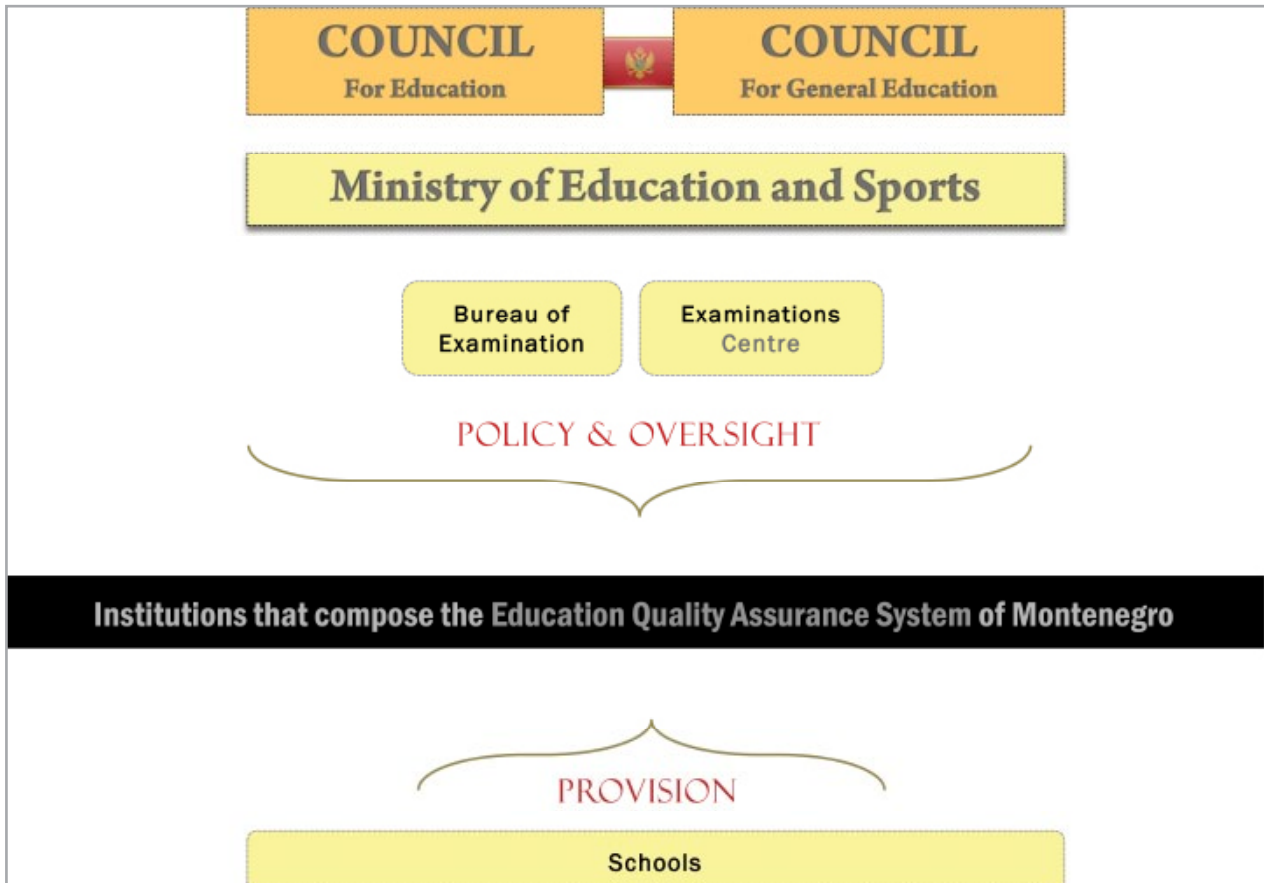 COUNCIL
For Education
COUNCIL
For General Education
Ministry of Education and Sports
Bureau of
Examination
Examinations
Centre
POLICY & OVERSIGHT
Institutions that compose the Education Quality Assurance System of Montenegro
PROVISION
Schools